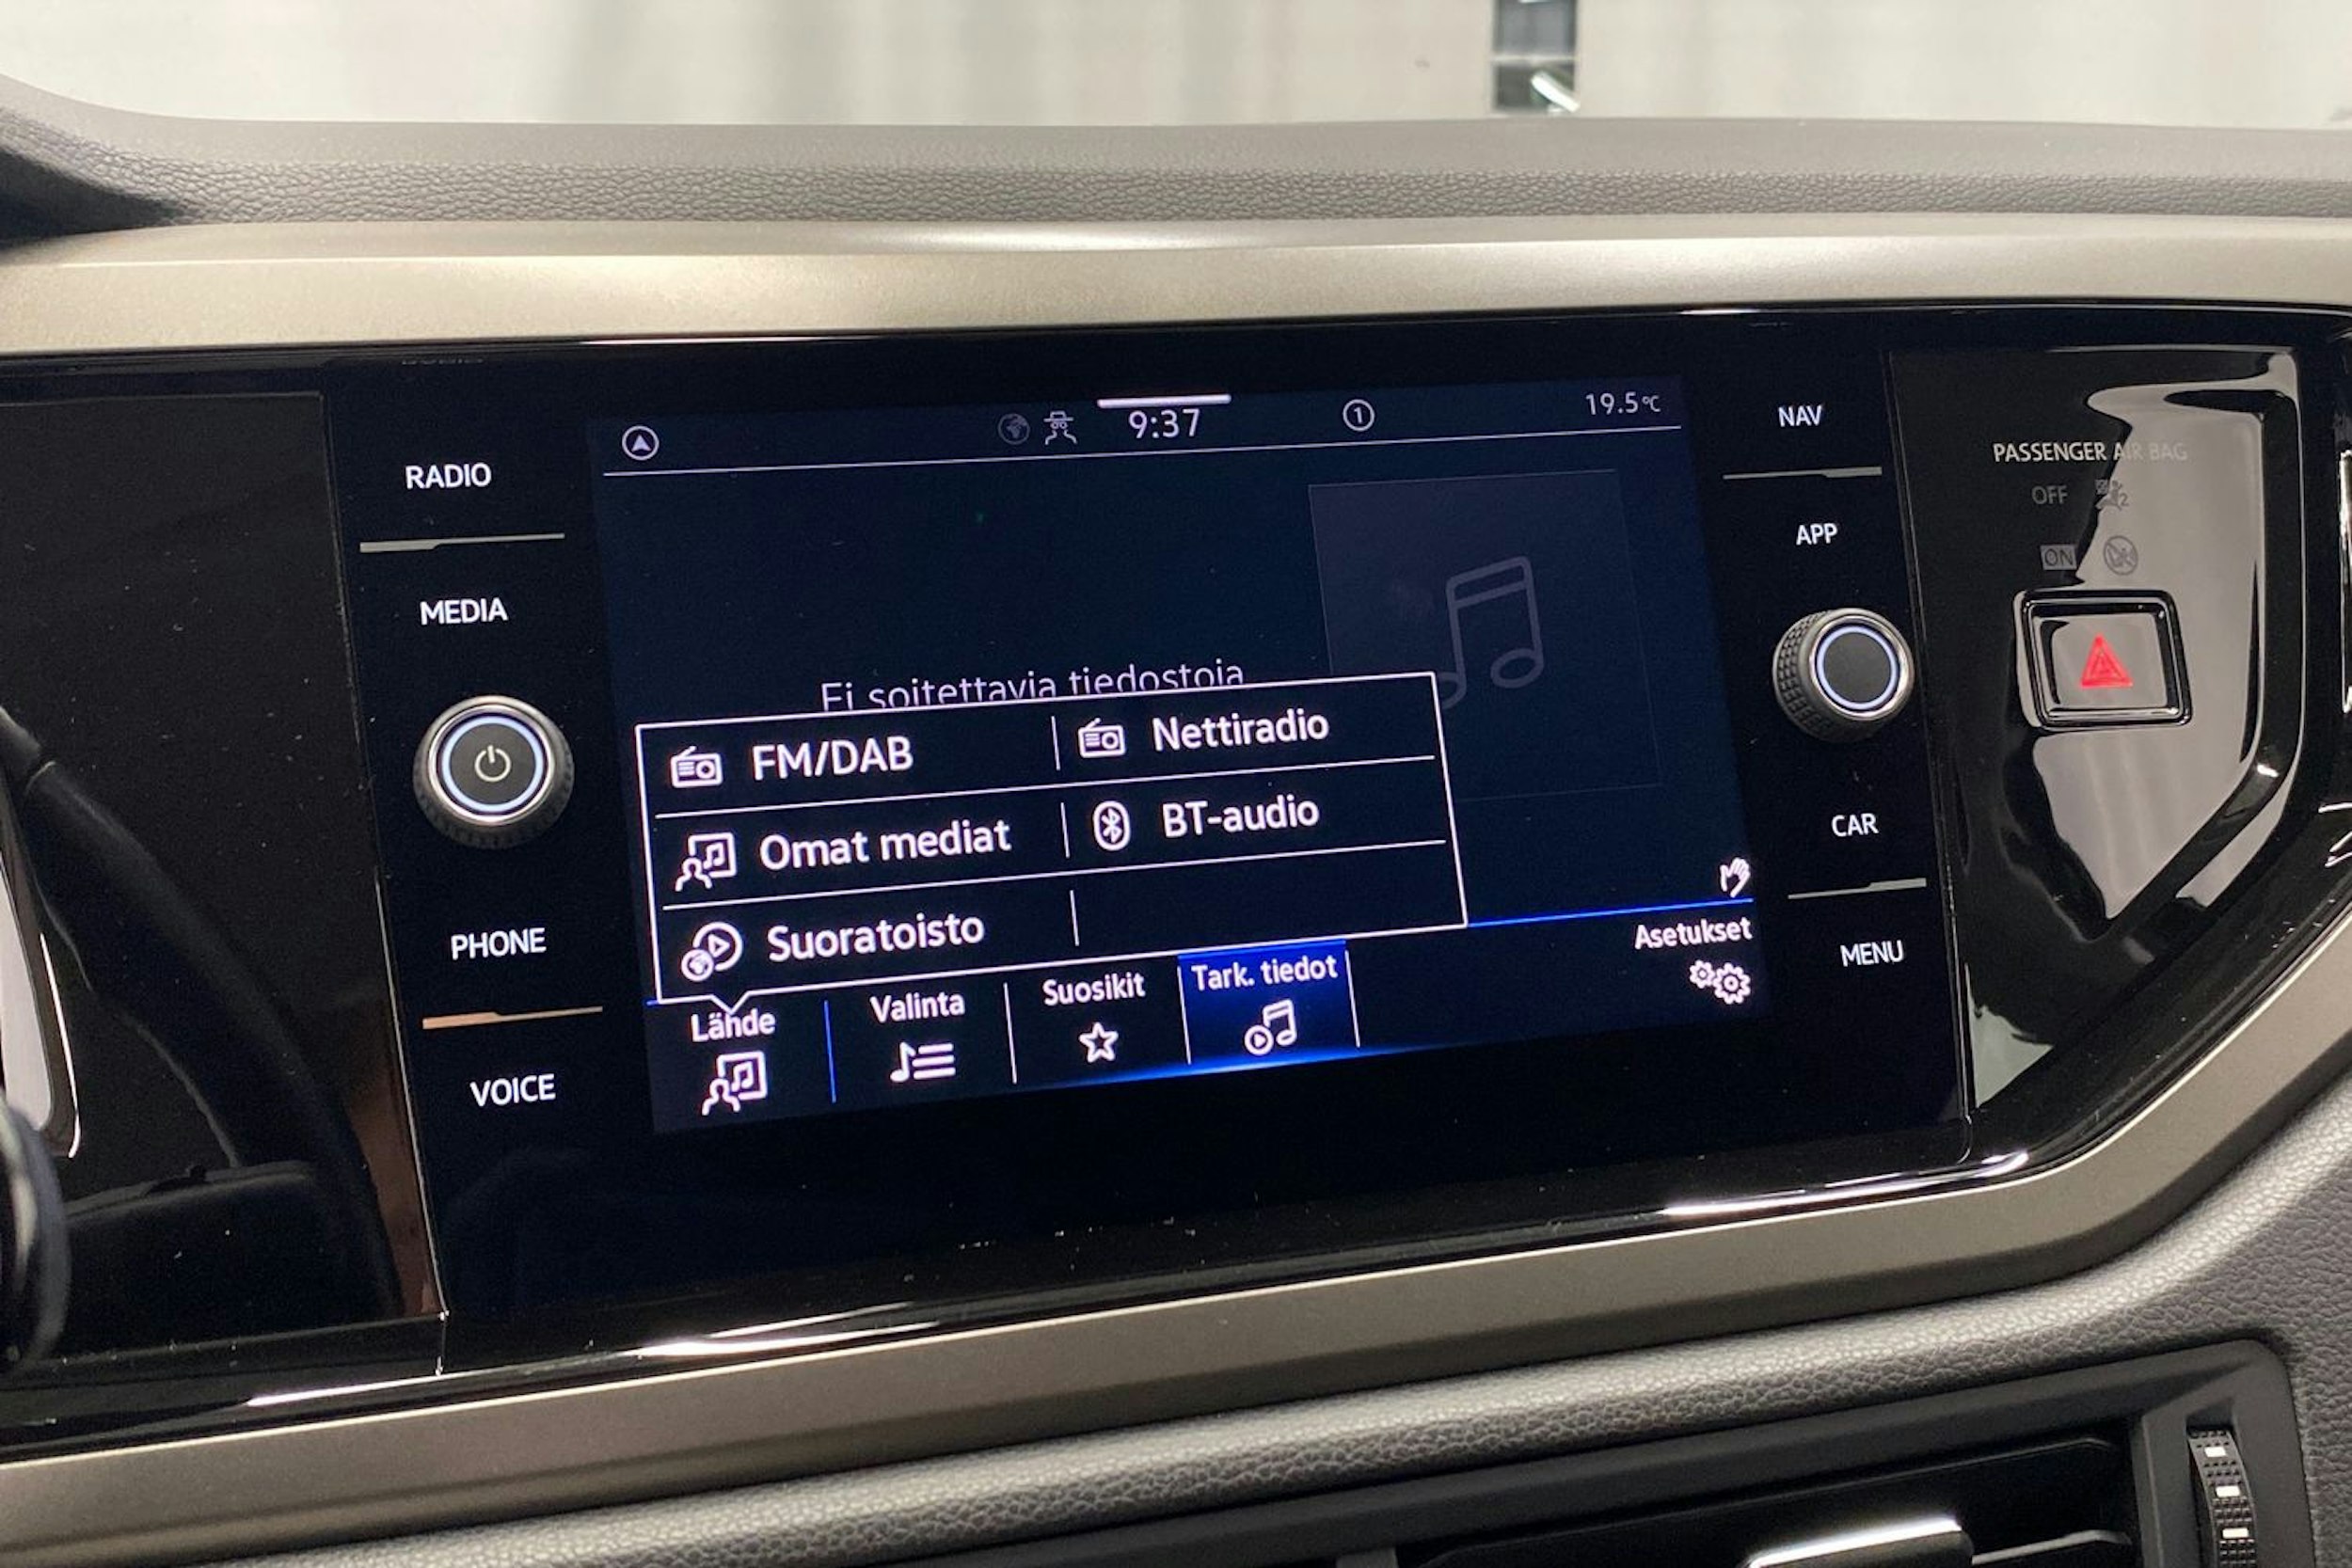 RADIO
MEDIA
PHONE
VOICE
9:37
1
19.5°C
Ei soitettavia tiedostoja
FM/DAB
Nettiradio
Omat mediat
BT-audio
Suoratoisto
Lähde
Valinta
Suosikit
Tark. tiedot
Asetukset
NAV
APP
CAR
MENU
PASSENGER AIR BAG
OFF
ON